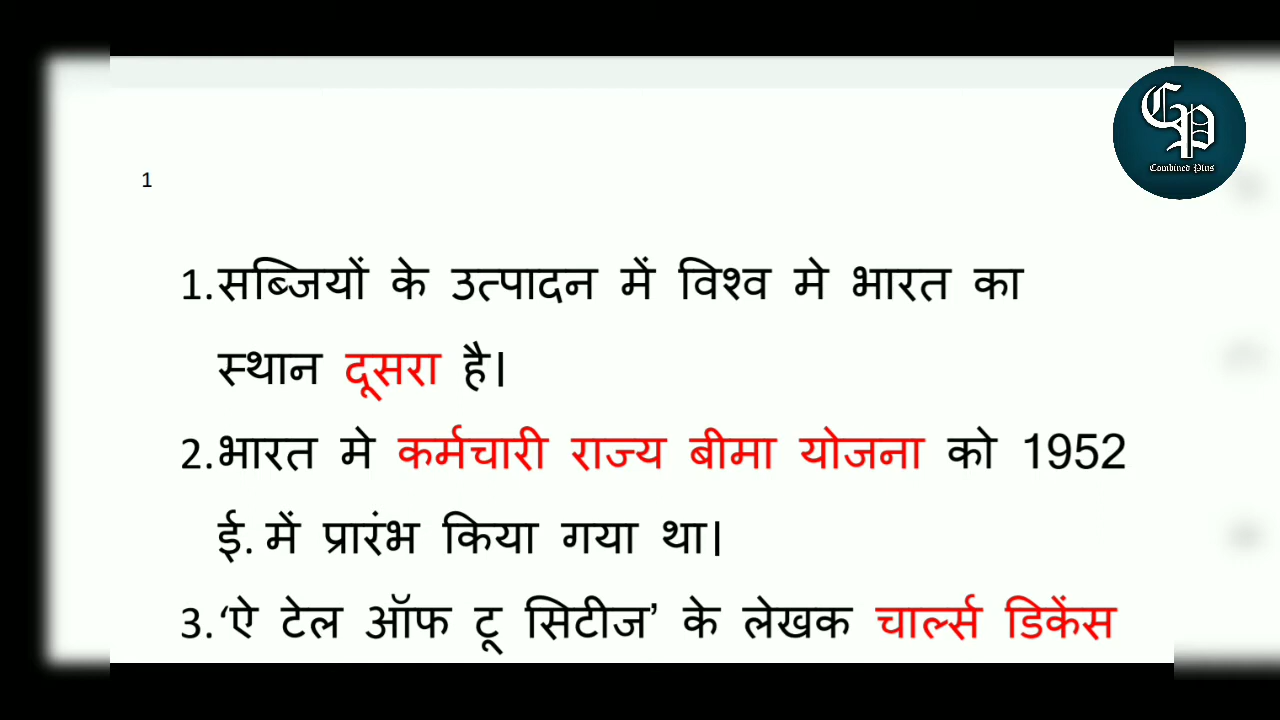 CP
Combined Plus
1
1.सब्जियों के उत्पादन में विश्व मे भारत का
स्थान दूसरा है।
2.भारत मे कर्मचारी राज्य बीमा योजना को 1952
ई. में प्रारंभ किया गया था।
3.‘ऐ टेल ऑफ टू सिटीज’ के लेखक चार्ल्स डिकेंस